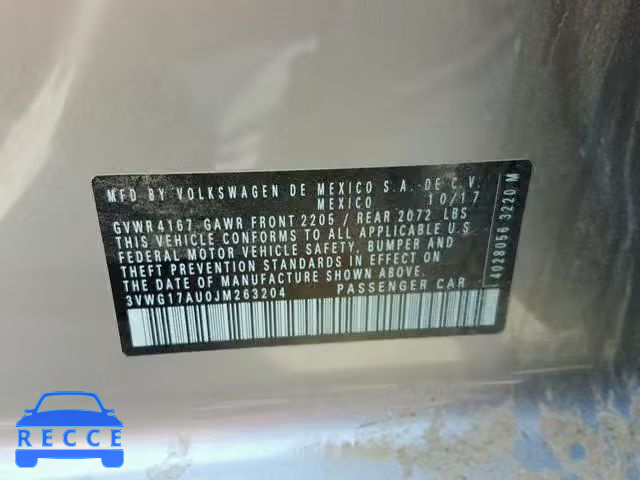 MFD BY VOLKSWAGEN DE MEXICO S.A. DE C.V.
MEXICO 10/17
GVWR 4167 GAWR FRONT 2205 / REAR 2072 LBS
THIS VEHICLE CONFORMS TO ALL APPLICABLE U.S.
FEDERAL MOTOR VEHICLE SAFETY, BUMPER AND
THEFT PREVENTION STANDARDS IN EFFECT ON
THE DATE OF MANUFACTURE SHOWN ABOVE.
3VWG17AU0JM263204 PASSENGER CAR
4028056 3220 M
RECCE